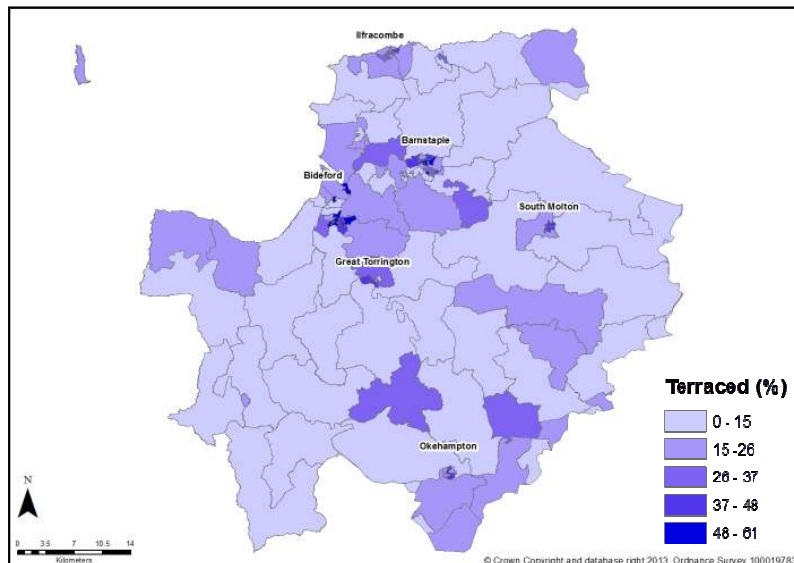 Ilfracombe
Barnstaple
Bideford
South Molton
Great Torrington
Okehampton
Terraced (%)
0 - 15
15 -26
26 - 37
37 - 48
48 - 61
N
0 3.5 7 10.5 14
Kilometers
© Crown Copyright and database right 2013. Ordnance Survey 100019783